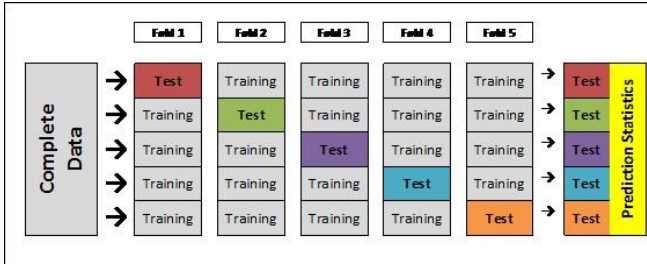 Fold 1 Fold 2 Fold 3 Fold 4 Fold 5
Complete Data
Test Training Training Training Training Test
Training Test Training Training Training Test
Training Training Test Training Training Test
Training Training Training Test Training Test
Training Training Training Training Test Test
Prediction Statistics